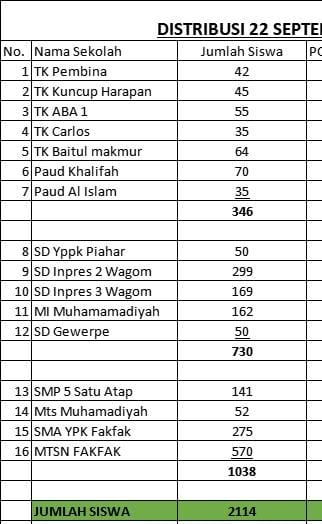 DISTRIBUSI 22
No. Nama Sekolah Jumlah Siswa
1 TK Pembina 42
2 TK Kuncup Harapan 45
3 TK ABA 1 55
4 TK Carlos 35
5 TK Baitul makmur 64
6 Paud Khalifah 70
7 Paud Al Islam 35
346
8 SD Yppk Piahar 50
9 SD Inpres 2 Wagom 299
10 SD Inpres 3 Wagom 169
11 MI Muhamamadiyah 162
12 SD Gewerpe 50
730
13 SMP 5 Satu Atap 141
14 Mts Muhamadiyah 52
15 SMA YPK Fakfak 275
16 MTSN FAKFAK 570
1038
JUMLAH SISWA 2114